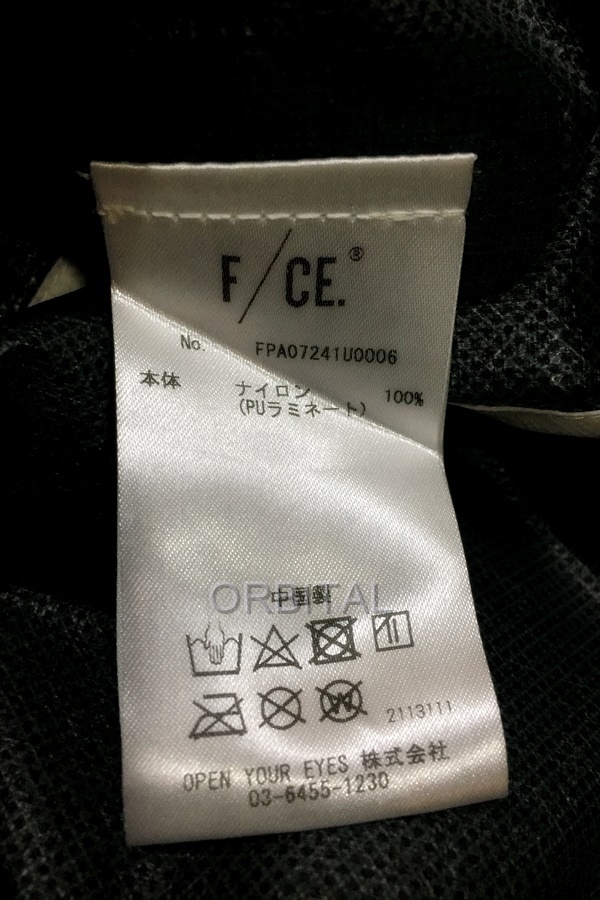 F/CE.®
No. FPA07241U0006
本体 ナイロン 100%
(PUラミネート)
中国製
ORBITAL
W
2113111
OPEN YOUR EYES 株式会社
03-6455-1230